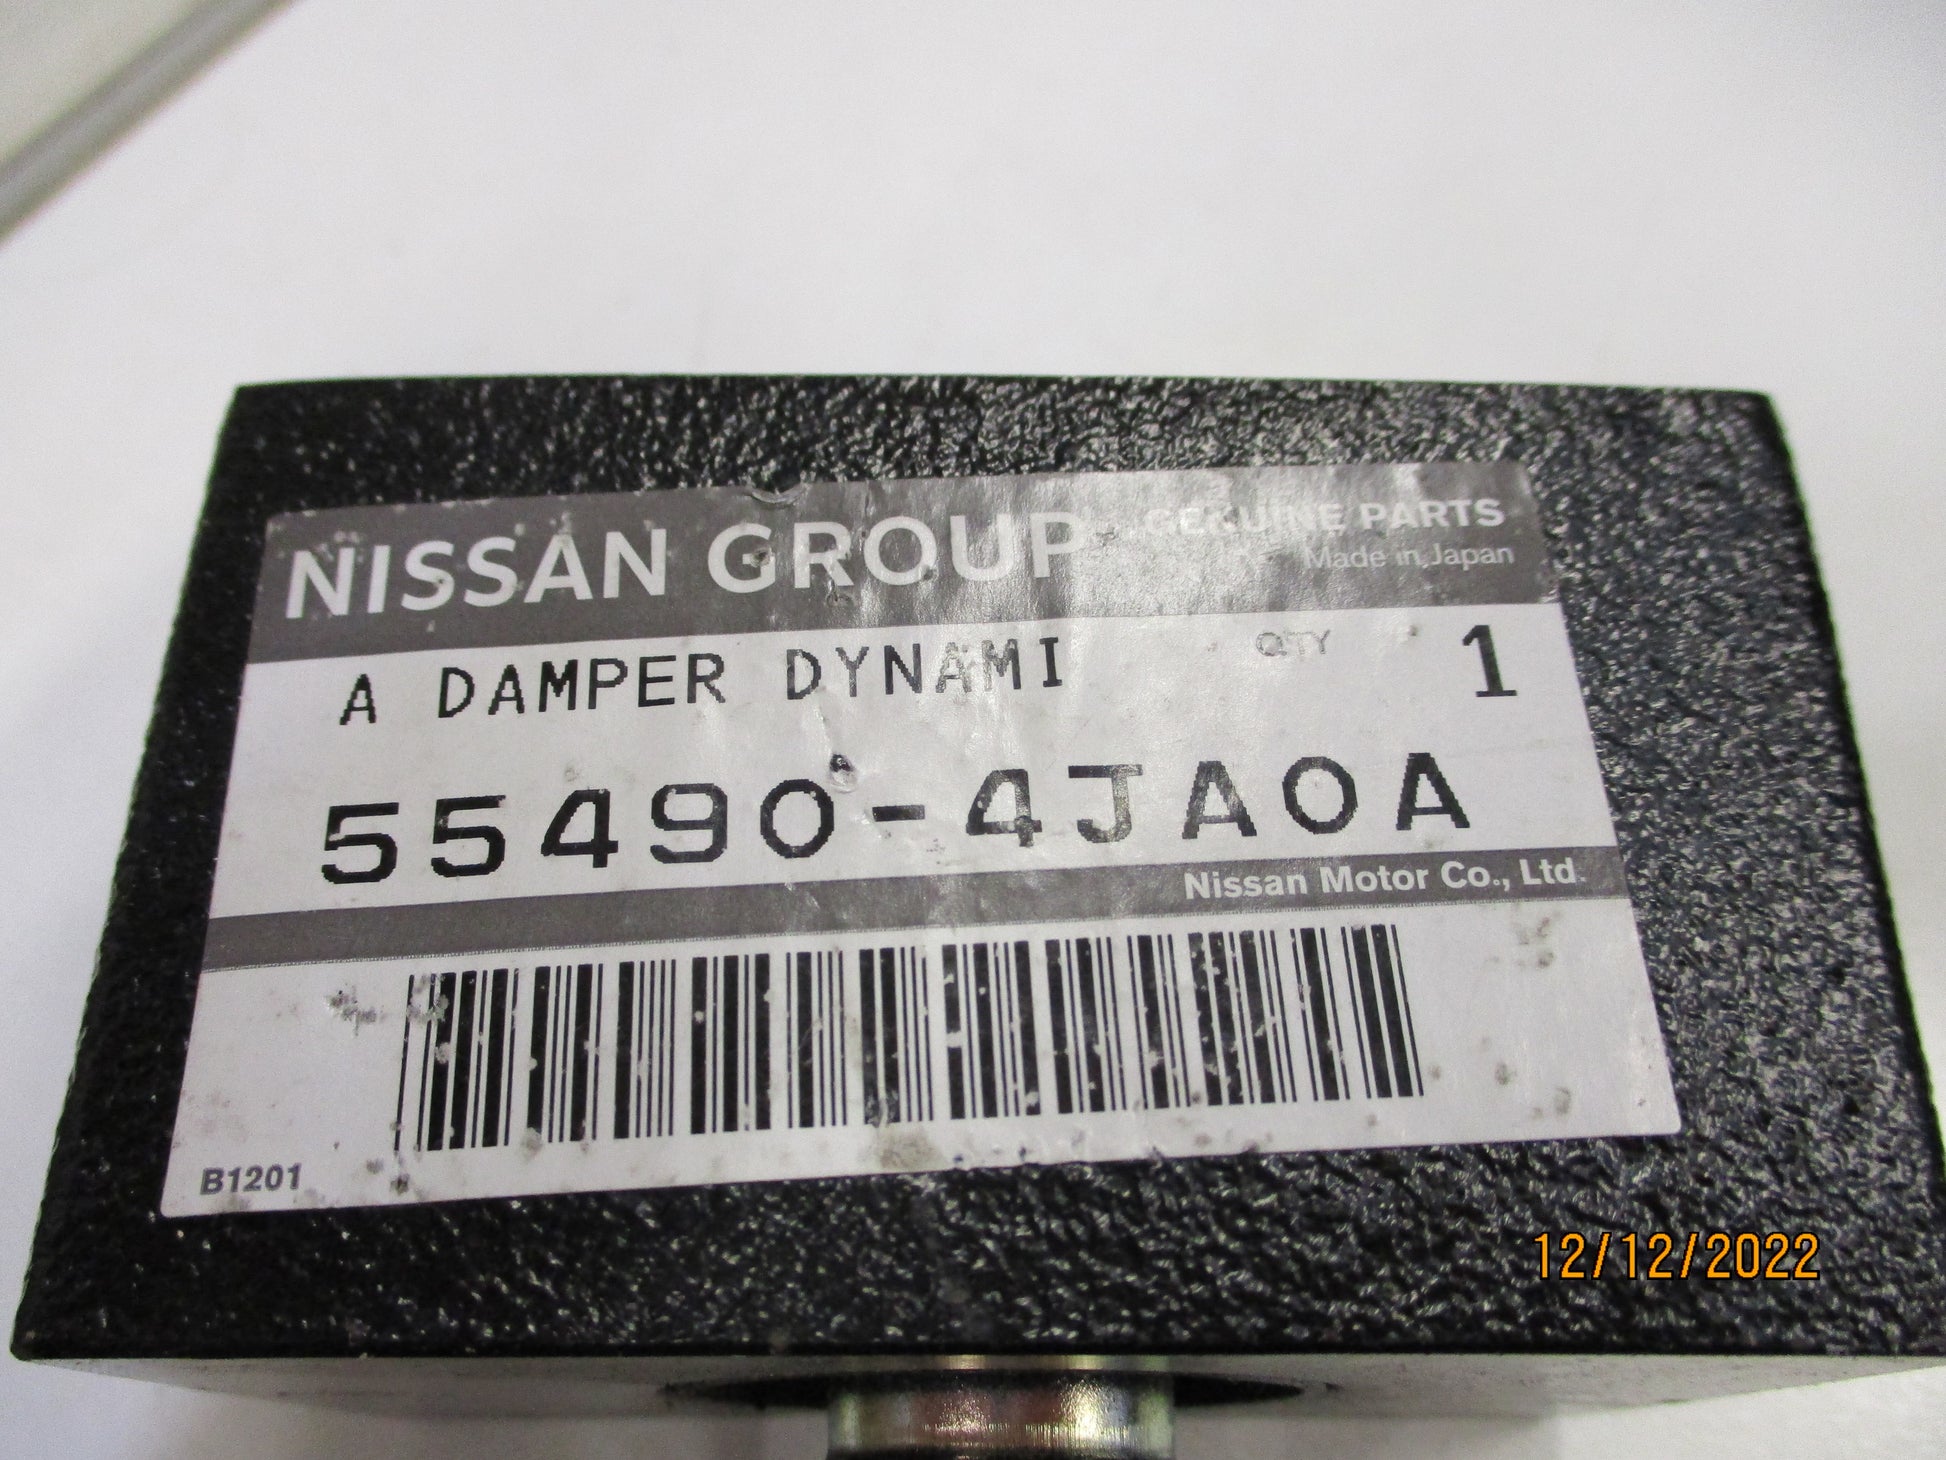 NISSAN GROUP GENUINE PARTS
Made in Japan
A DAMPER DYNAMI QTY 1
55490-4JA0A
Nissan Motor Co., Ltd.
B1201
12/12/2022